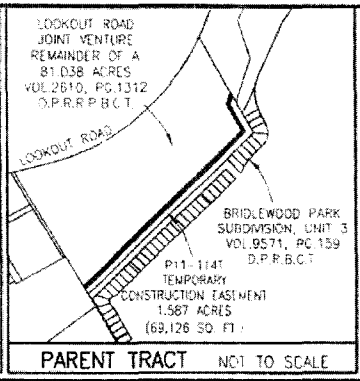 LOOKOUT ROAD
JOINT VENTURE
REMAINDER OF A
81.038 ACRES
VOL.2610, PG.1312
O.P.R.R.P.B.C.T.
LOOKOUT ROAD
BRIDLEWOOD PARK
SUBDIVISION, UNIT 3
VOL.9571, PG.159
D.P.R.B.C.T
P11-114T
TEMPORARY
CONSTRUCTION EASEMENT
1.587 ACRES
(69,126 SQ. FT.)
PARENT TRACT NOT TO SCALE